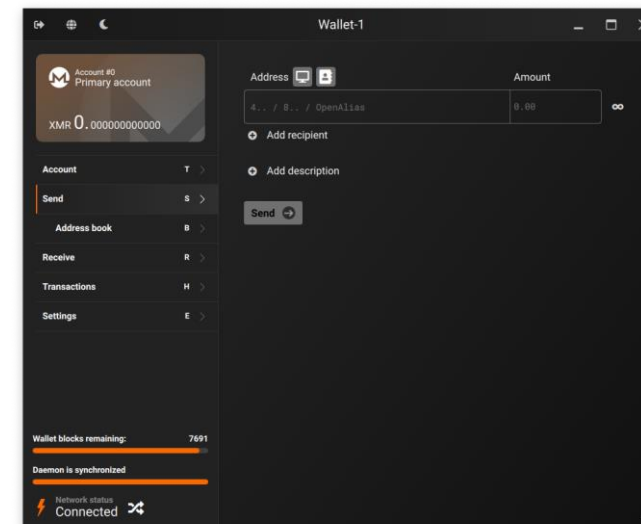 Wallet-1
Account #0
Primary account
XMR 0.000000000000
Account T
Send S
Address book B
Receive R
Transactions H
Settings E
Wallet blocks remaining: 7691
Daemon is synchronized
Network status
Connected
Address Amount
4.. / 8.. / OpenAlias 0.00
Add recipient
Add description
Send